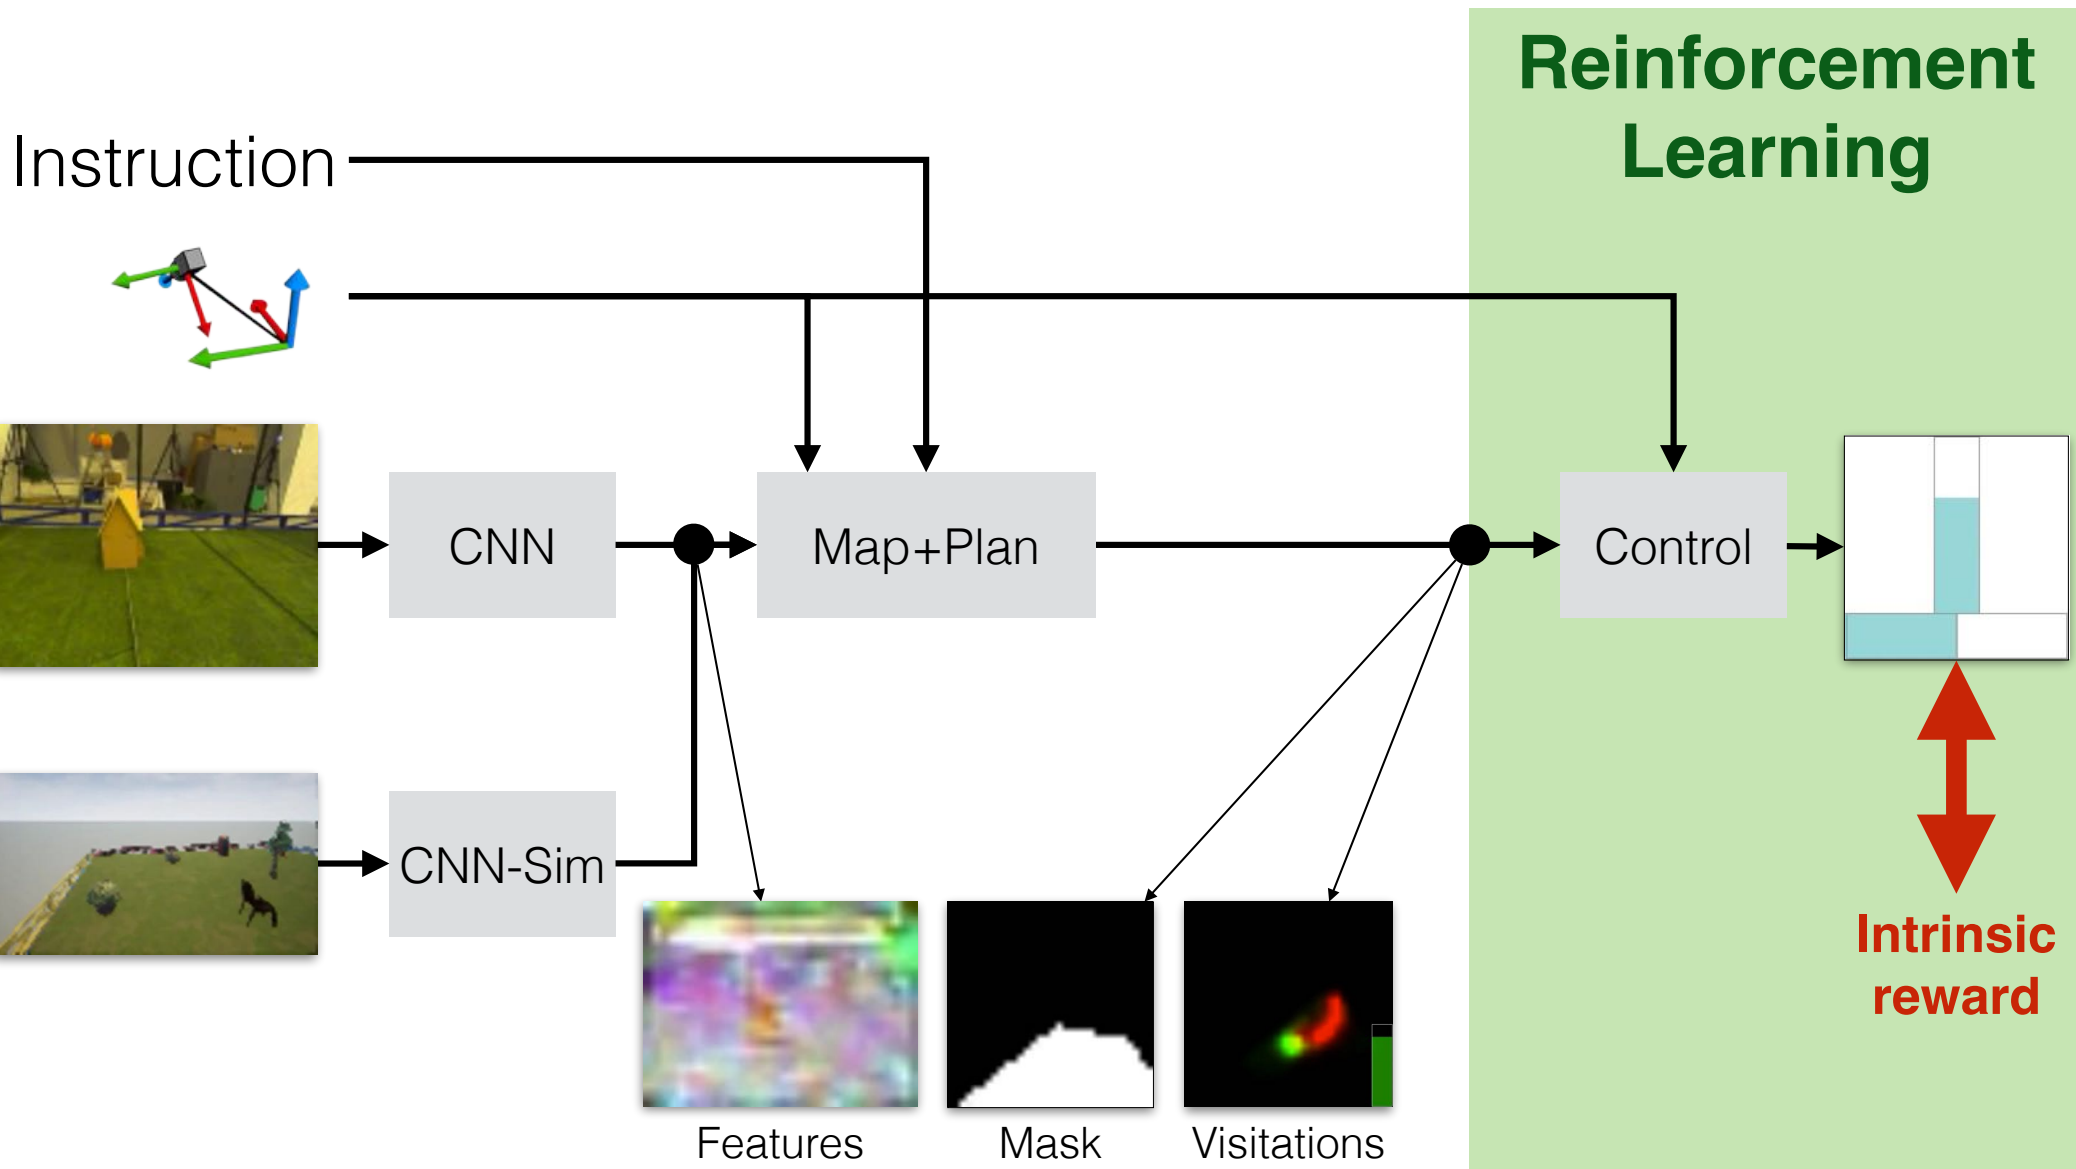 Reinforcement
Learning
Instruction
CNN
Map+Plan
Control
CNN-Sim
Intrinsic
reward
Features
Mask
Visitations